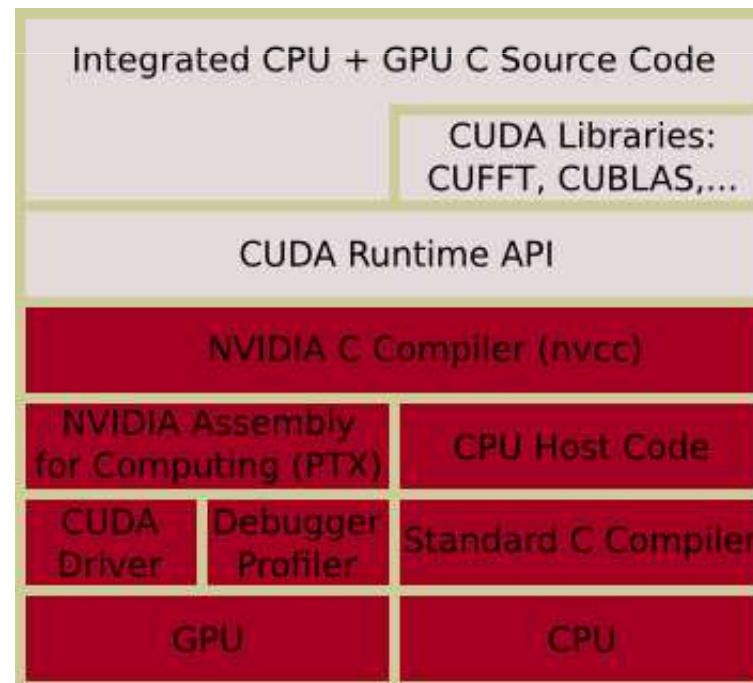 Integrated CPU + GPU C Source Code
CUDA Libraries:
CUFFT, CUBLAS,...
CUDA Runtime API
NVIDIA C Compiler (nvcc)
NVIDIA Assembly
for Computing (PTX)
CPU Host Code
CUDA
Driver
Debugger
Profiler
Standard C Compiler
GPU
CPU